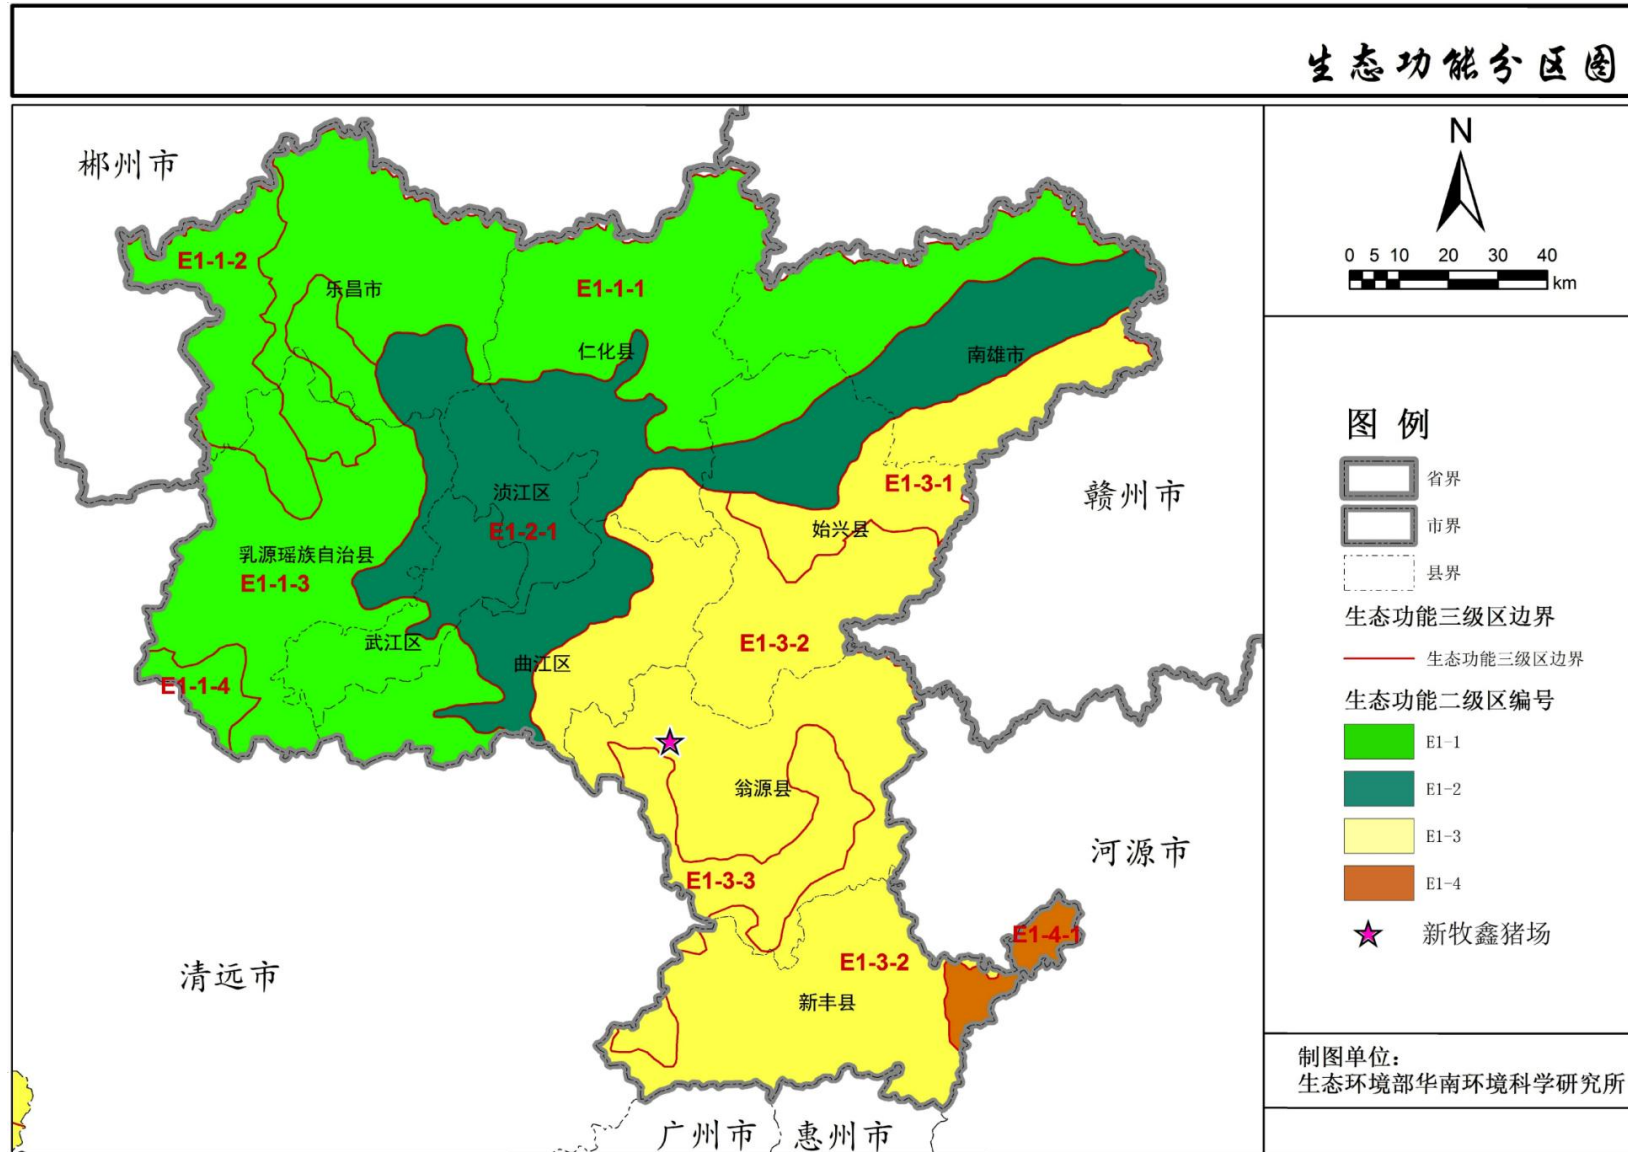 生态功能分区图
郴州市
E1-1-2
乐昌市
E1-1-1
仁化县
南雄市
E1-3-1
赣州市
浈江区
E1-2-1
始兴县
乳源瑶族自治县
E1-1-3
武江区
曲江区
E1-3-2
E1-1-4
翁源县
河源市
E1-3-3
E1-4-1
清远市
E1-3-2
新丰县
广州市
惠州市
N
0 5 10 20 30 40
km
图 例
省界
市界
县界
生态功能三级区边界
生态功能三级区边界
生态功能二级区编号
E1-1
E1-2
E1-3
E1-4
新牧鑫猪场
制图单位：
生态环境部华南环境科学研究所